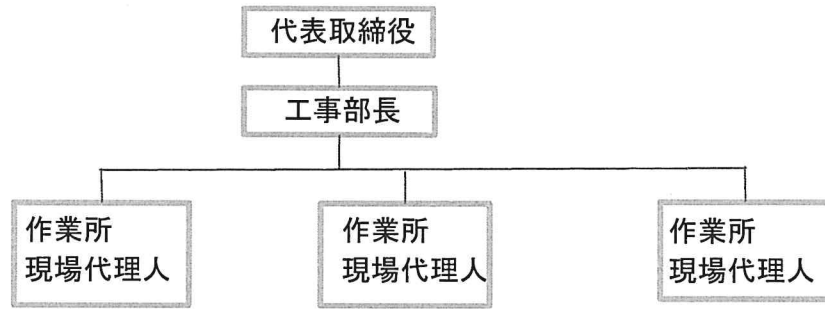 代表取締役
工事部長
作業所
現場代理人
作業所
現場代理人
作業所
現場代理人